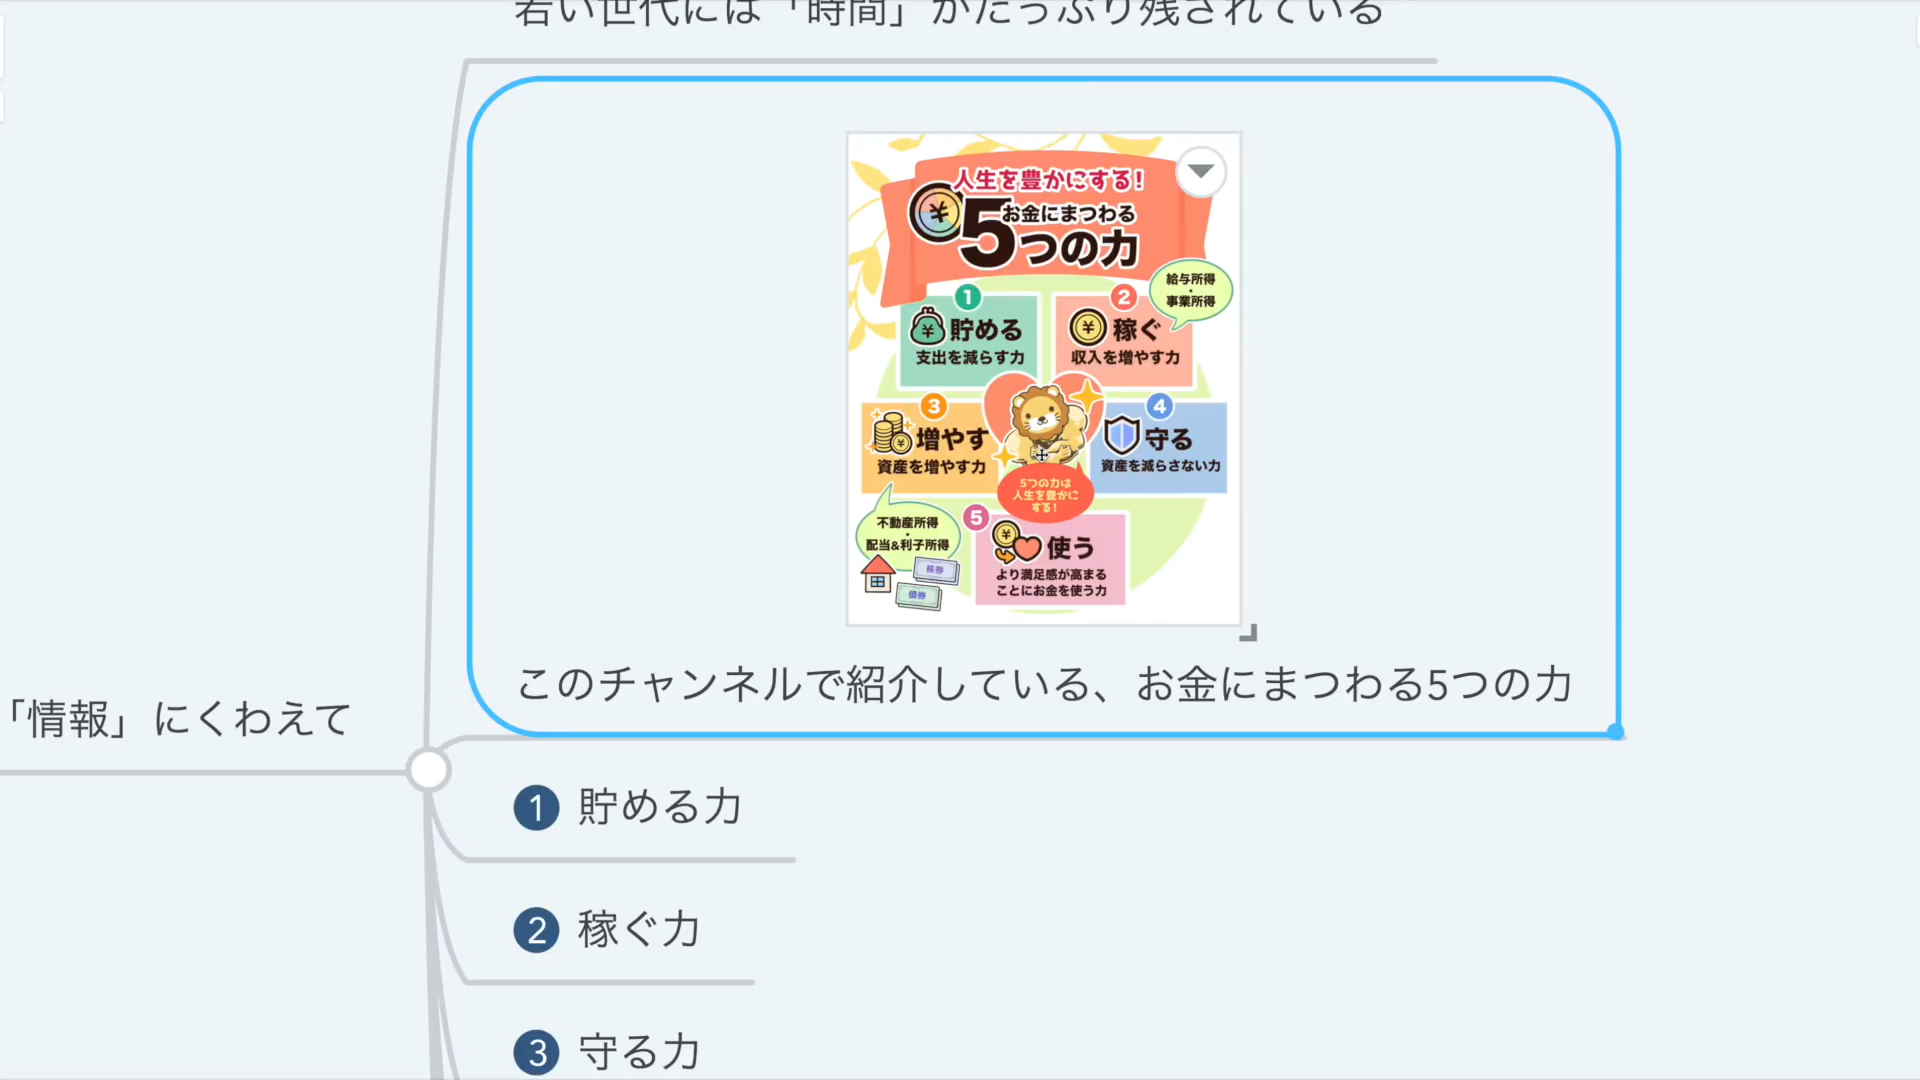 若い世代には「時間」がたっぷり残されている
人生を豊かにする!
お金にまつわる
5つの力
給与所得
・
事業所得
1
貯める
支出を減らす力
2
稼ぐ
収入を増やす力
3
増やす
資産を増やす力
4
守る
資産を減らさない力
5つの力は
人生を豊かに
する!
不動産所得
・
配当&利子所得
株券
債券
5
使う
より満足感が高まる
ことにお金を使う力
このチャンネルで紹介している、お金にまつわる5つの力
「情報」にくわえて
1 貯める力
2 稼ぐ力
3 守る力